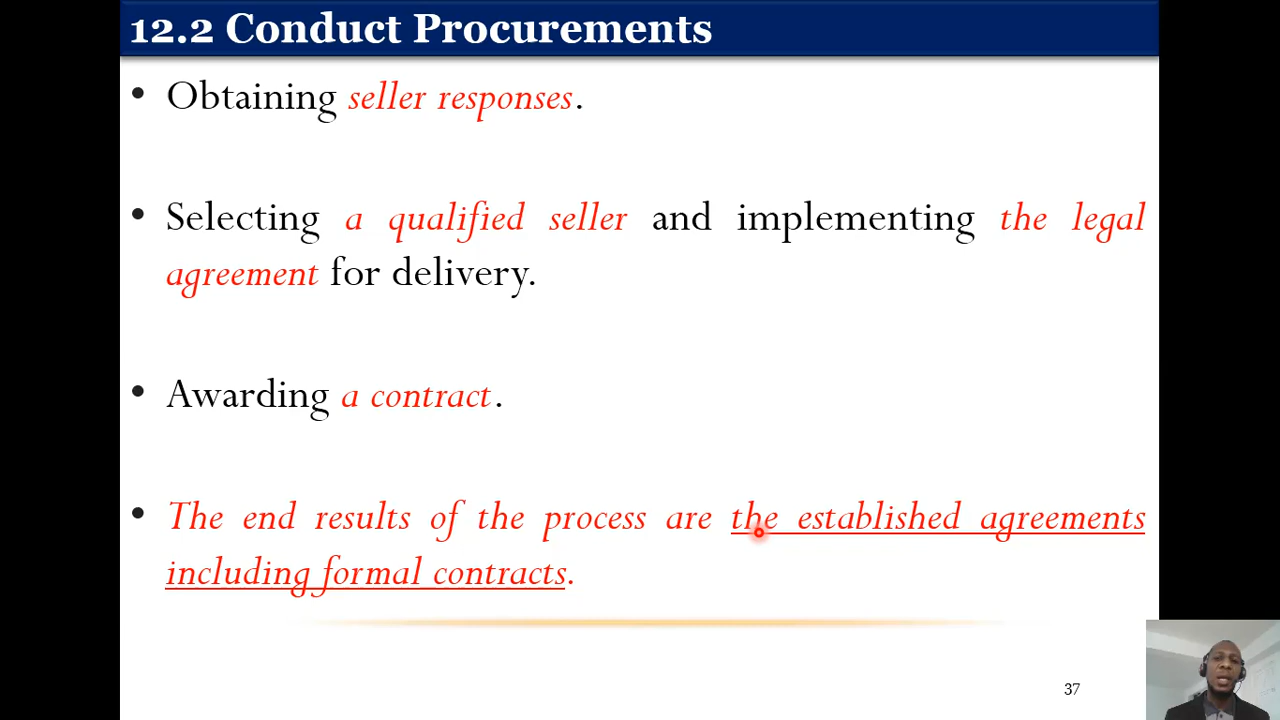 12.2 Conduct Procurements
• Obtaining seller responses.
• Selecting a qualified seller and implementing the legal
agreement for delivery.
• Awarding a contract.
• The end results of the process are the established agreements
including formal contracts.
37